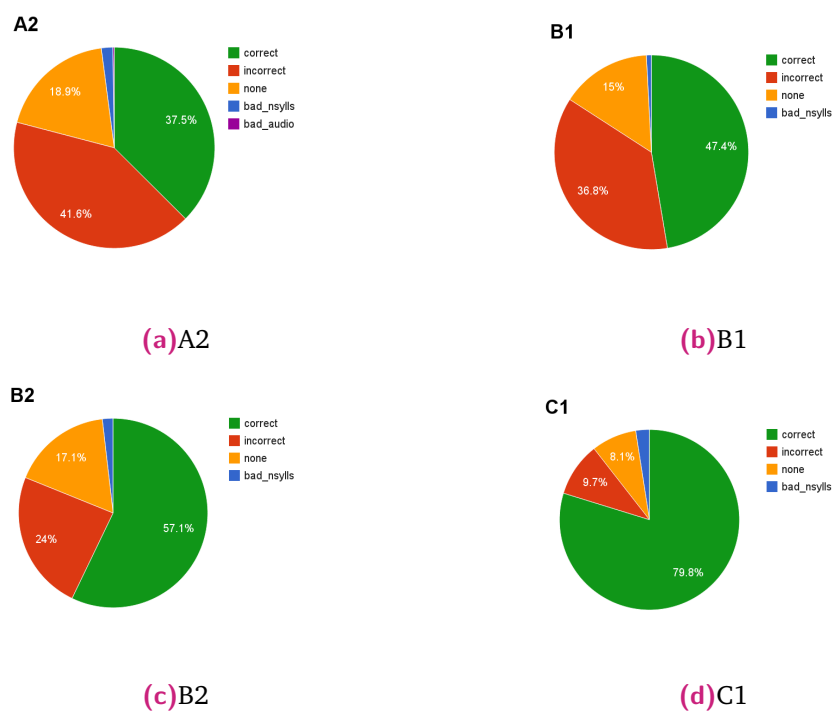 A2
correct
incorrect
none
bad_nsylls
bad_audio
18.9%
37.5%
41.6%
(a)A2
B1
correct
incorrect
none
bad_nsylls
15%
47.4%
36.8%
(b)B1
B2
correct
incorrect
none
bad_nsylls
17.1%
57.1%
24%
(c)B2
C1
correct
incorrect
none
bad_nsylls
8.1%
9.7%
79.8%
(d)C1